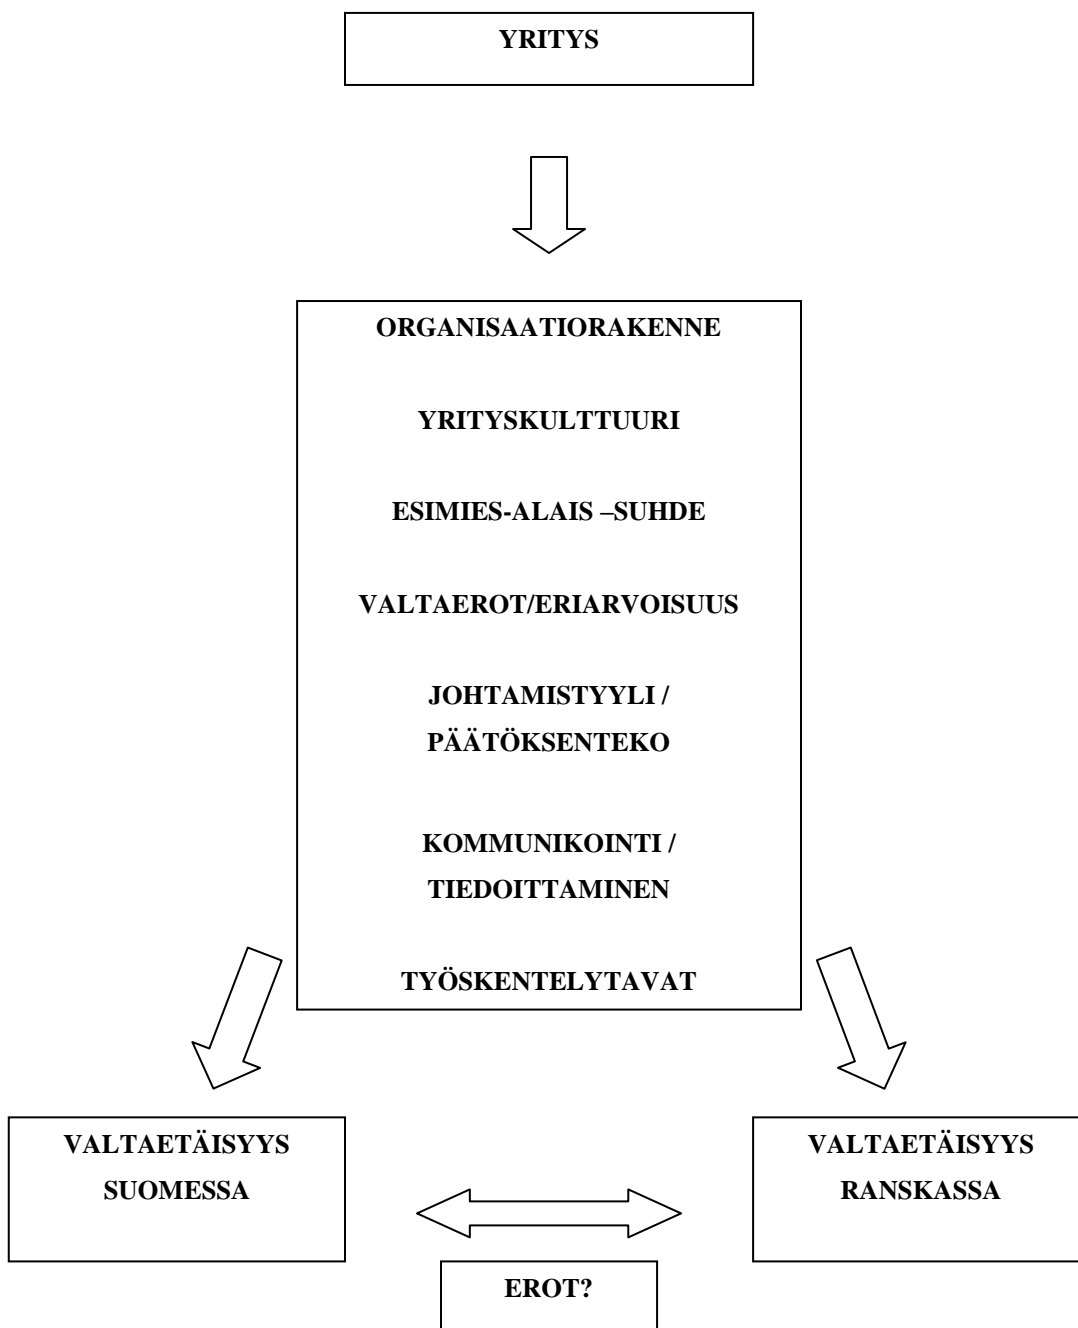 YRITYS
ORGANISAATIORAKENNE
YRITYSKULTTUURI
ESIMIES-ALAIS –SUHDE
VALTAEROT/ERIARVOISUUS
JOHTAMISTYYLI /
PÄÄTÖKSENTEKO
KOMMUNIKOINTI /
TIEDOITTAMINEN
TYÖSKENTELYTAVAT
VALTAETÄISYYS
SUOMESSA
VALTAETÄISYYS
RANSKASSA
EROT?